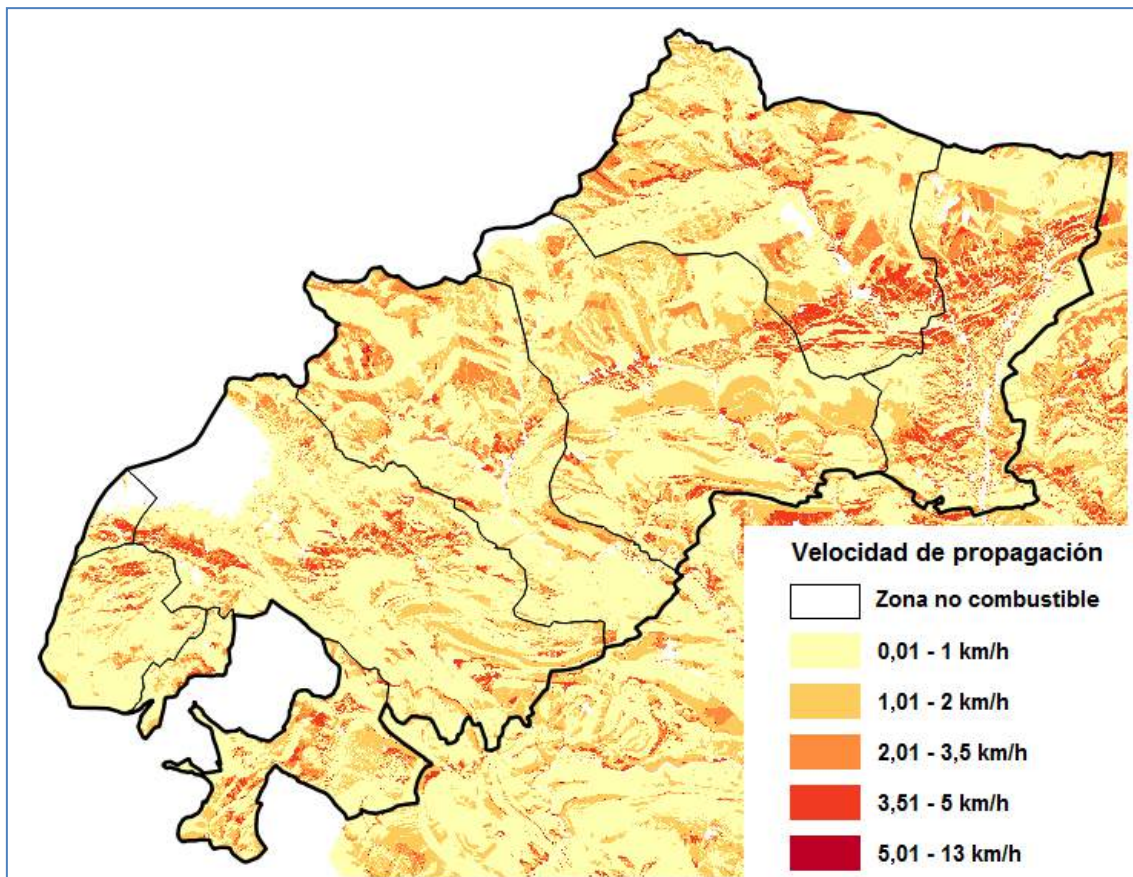 Velocidad de propagación
Zona no combustible
0,01 - 1 km/h
1,01 - 2 km/h
2,01 - 3,5 km/h
3,51 - 5 km/h
5,01 - 13 km/h